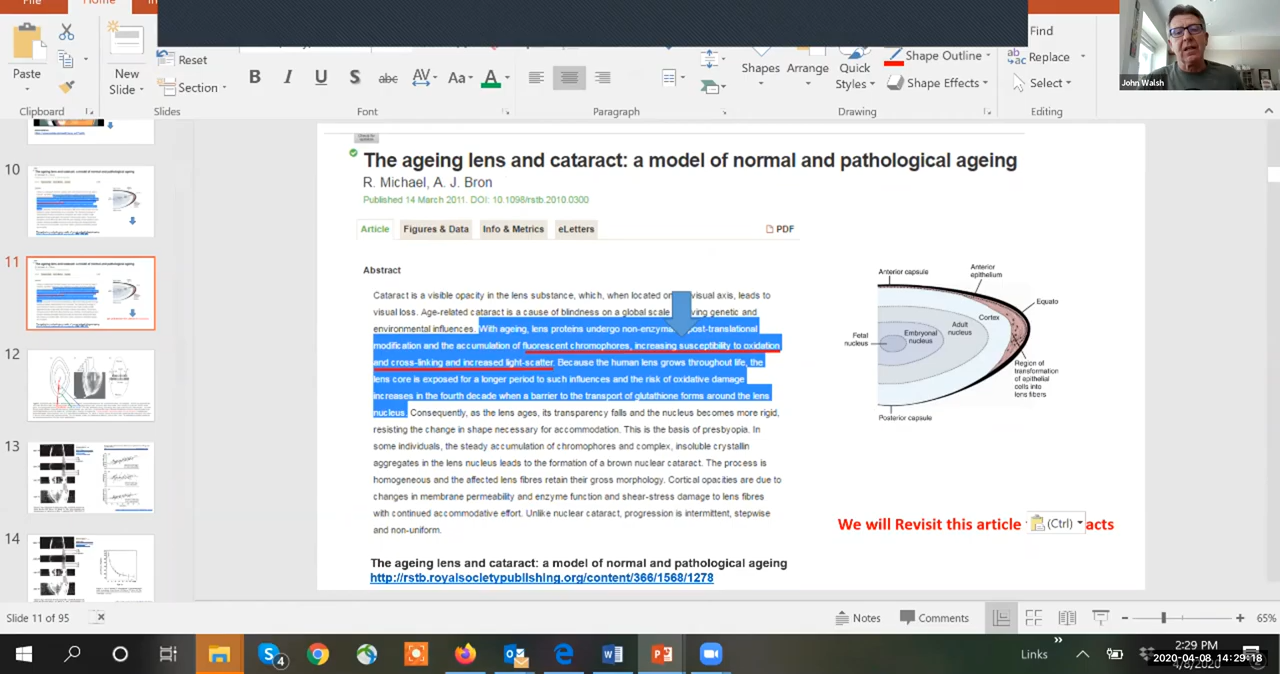 File
Home
In
Paste
New
Slide
Reset
Section
Clipboard
Slides
B I U S abc AV Aa A
Font
Paragraph
Shapes
Arrange
Quick
Styles
Shape Outline
Shape Effects
Drawing
Find
Replace
Select
Editing
John Walsh
10
11
12
13
14
The ageing lens and cataract: a model of normal and pathological ageing
R. Michael, A. J. Bron
Published 14 March 2011. DOI: 10.1098/rstb.2010.0300
Article
Figures & Data
Info & Metrics
eLetters
PDF
Abstract
Cataract is a visible opacity in the lens substance, which, when located on visual axis, leads to
visual loss. Age-related cataract is a cause of blindness on a global scale involving genetic and
environmental influences. With ageing, lens proteins undergo non-enzymatic post-translational
modification and the accumulation of fluorescent chromophores, increasing susceptibility to oxidation
and cross-linking and increased light-scatter. Because the human lens grows throughout life, the
lens core is exposed for a longer period to such influences and the risk of oxidative damage
increases in the fourth decade when a barrier to the transport of glutathione forms around the lens
nucleus. Consequently, as the lens ages, its transparency falls and the nucleus becomes more rigid,
resisting the change in shape necessary for accommodation. This is the basis of presbyopia. In
some individuals, the steady accumulation of chromophores and complex, insoluble crystallin
aggregates in the lens nucleus leads to the formation of a brown nuclear cataract. The process is
homogeneous and the affected lens fibres retain their gross morphology. Cortical opacities are due to
changes in membrane permeability and enzyme function and shear-stress damage to lens fibres
with continued accommodative effort. Unlike nuclear cataract, progression is intermittent, stepwise
and non-uniform.
The ageing lens and cataract: a model of normal and pathological ageing
http://rstb.royalsocietypublishing.org/content/366/1568/1278
Anterior capsule
Anterior
epithelium
Equato
Cortex
Adult
nucleus
Embryonal
nucleus
Fetal
nucleus
Region of
transformation
of epithelial
cells into
lens fibers
Posterior capsule
We will Revisit this article (Ctrl) acts
Slide 11 of 95
Notes
Comments
65%
4
Links
2:29 PM
2020-04-08 14:29:18